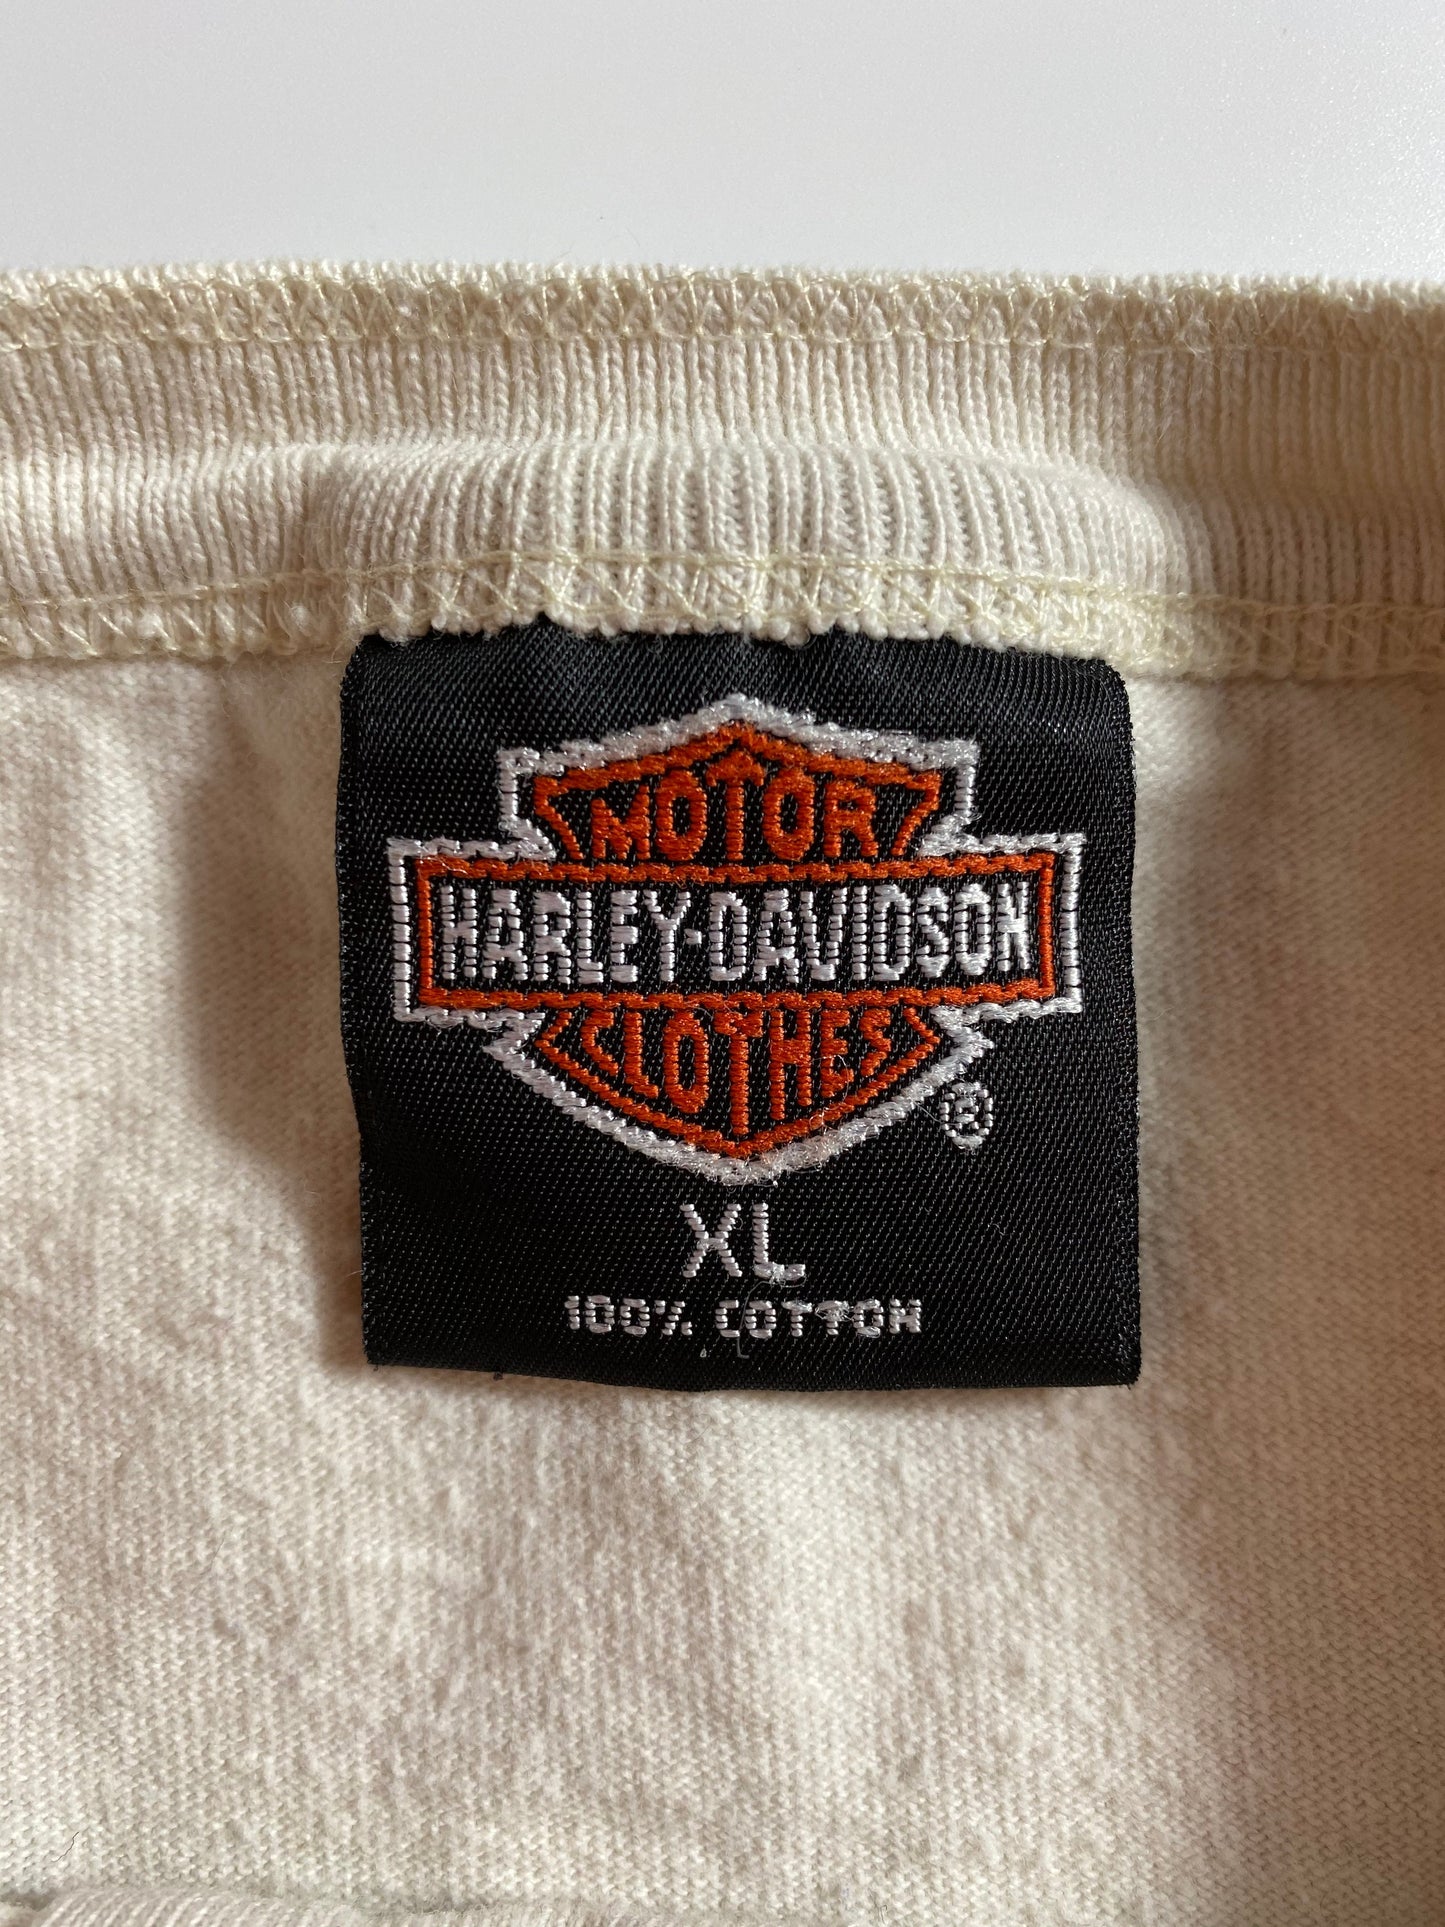 MOTOR
HARLEY-DAVIDSON
CLOTHES
®
XL
100% COTTON